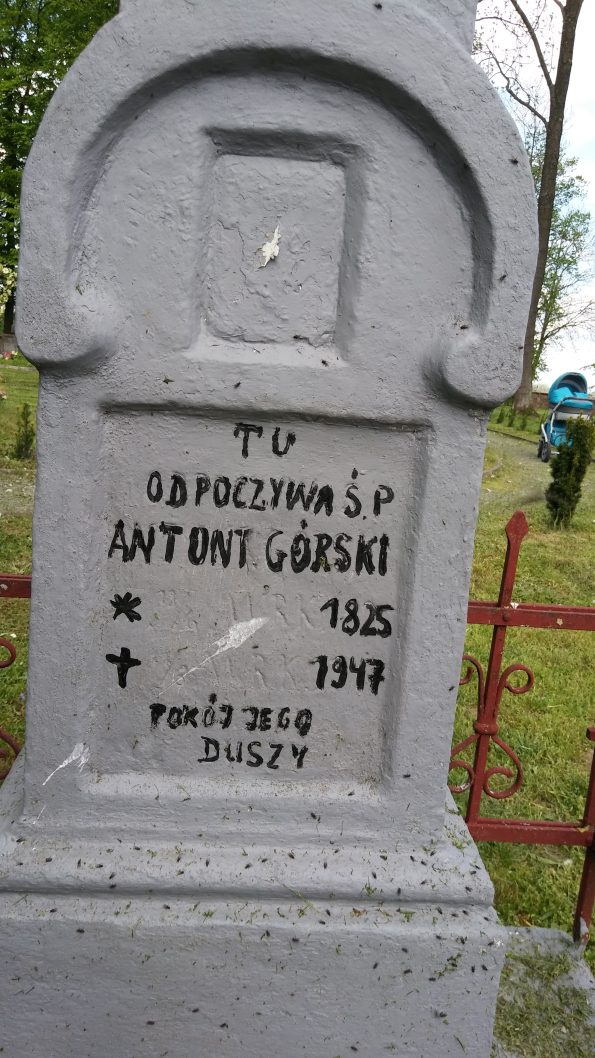 TU
ODPOCZYWA Ś.P
ANTONI GÓRSKI
* 1825
✝ 1947
POKÓJ JEGO
DUSZY